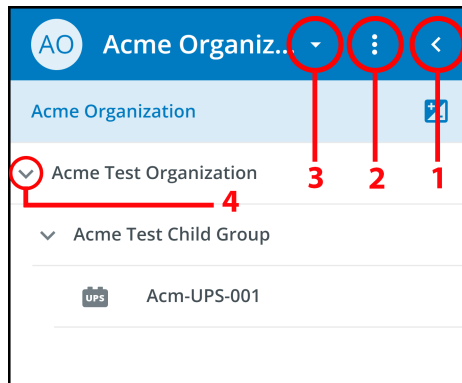 AO Acme Organiz...
Acme Organization
Acme Test Organization
3 2 1
4
Acme Test Child Group
UPS Acm-UPS-001